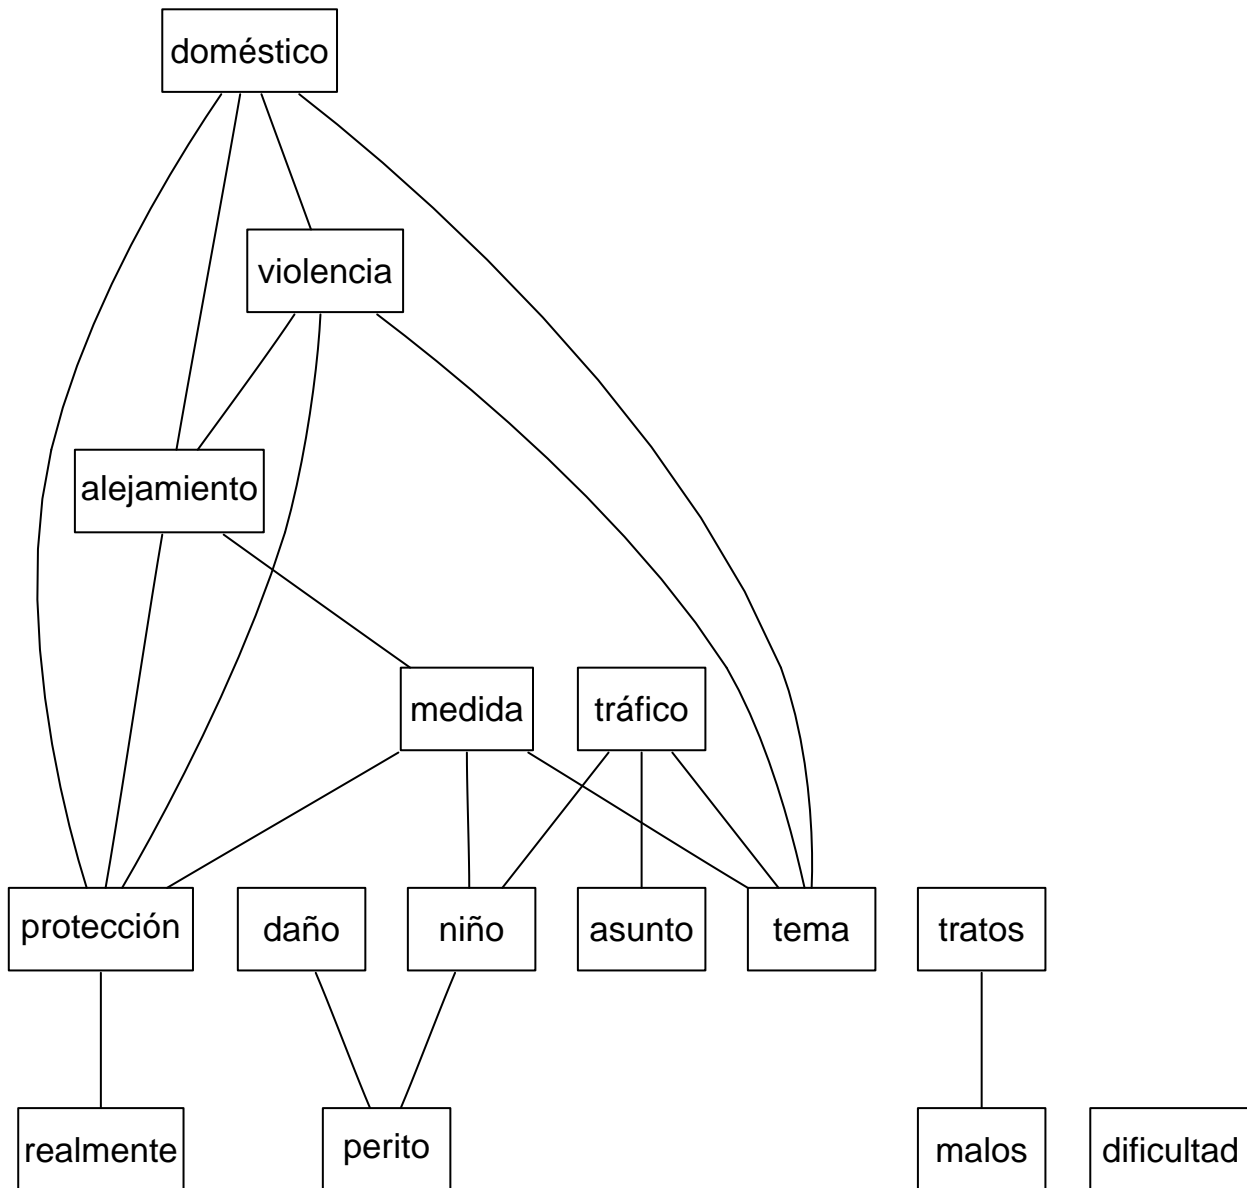 doméstico
violencia
alejamiento
medida
tráfico
protección
daño
niño
asunto
tema
tratos
realmente
perito
malos
dificultad